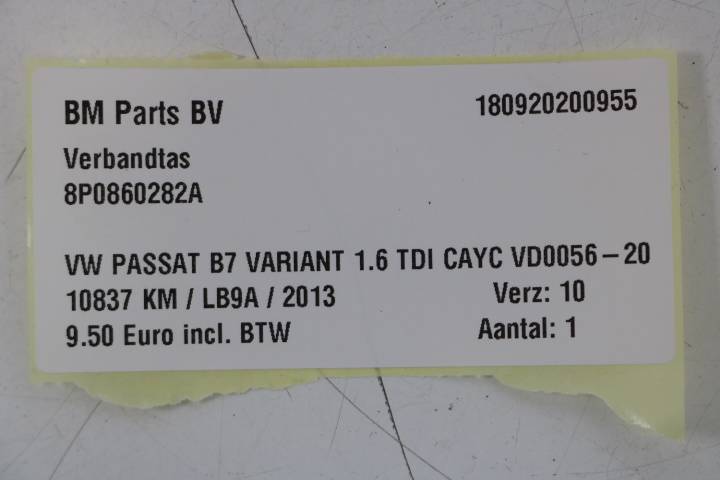 BM Parts BV 180920200955
Verbandtas
8P0860282A
VW PASSAT B7 VARIANT 1.6 TDI CAYC VD0056-20
10837 KM / LB9A / 2013 Verz: 10
9.50 Euro incl. BTW Aantal: 1